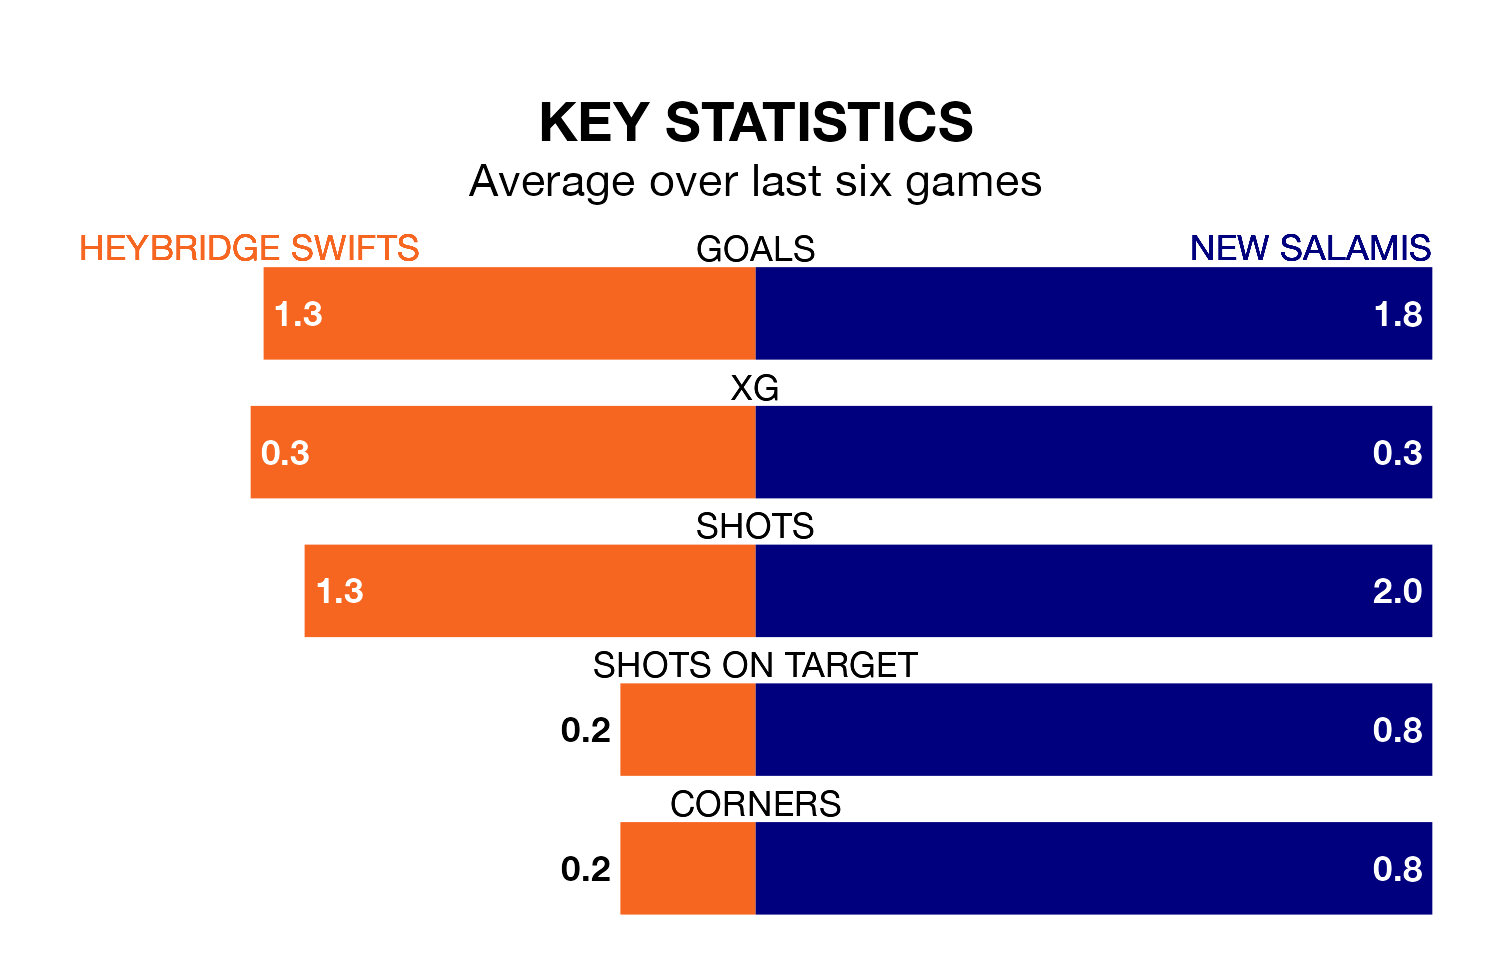 KEY STATISTICS
Average over last six games
HEYBRIDGE SWIFTS GOALS NEW SALAMIS
1.3 1.8
XG
0.3 0.3
SHOTS
1.3 2.0
SHOTS ON TARGET
0.2 0.8
CORNERS
0.2 0.8